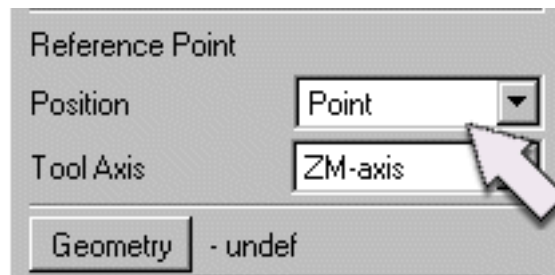 Reference Point
Position Point
Tool Axis ZM-axis
Geometry - undef